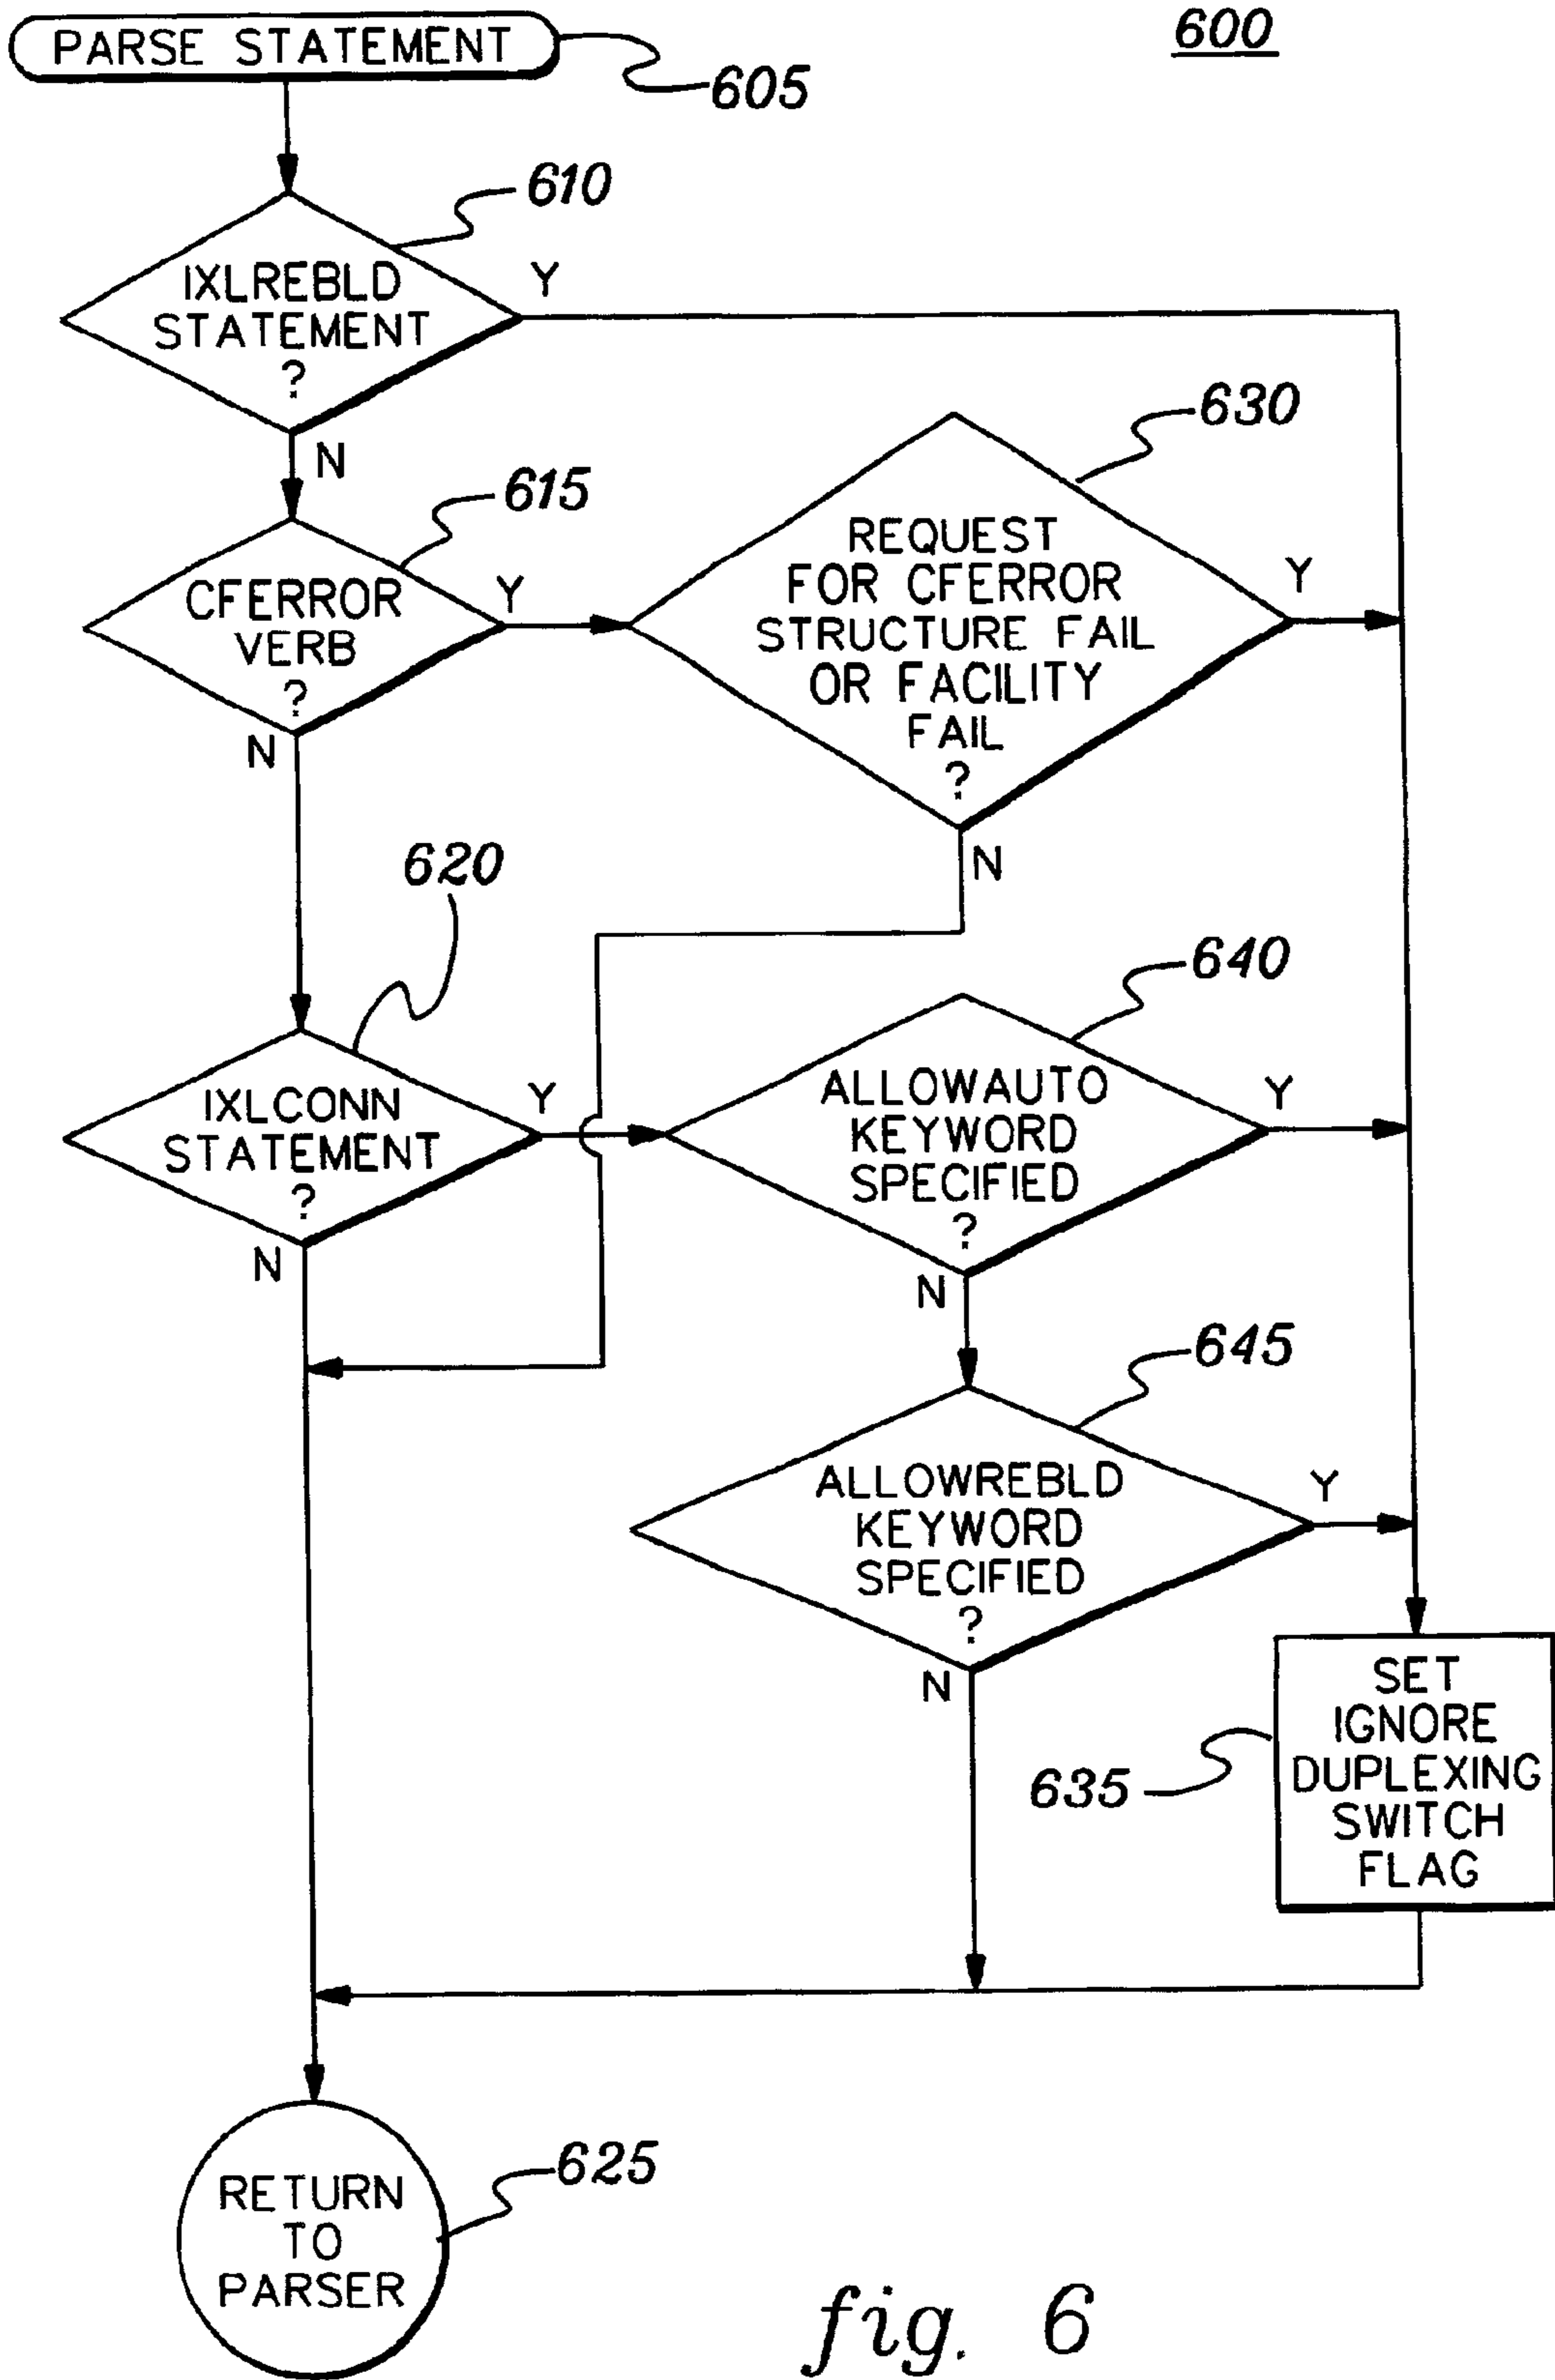 PARSE STATEMENT
600
605
610
IXLREBLD
STATEMENT
?
Y
N
615
CFERROR
VERB
?
Y
N
630
REQUEST
FOR CFERROR
STRUCTURE FAIL
OR FACILITY
FAIL
?
Y
N
620
IXLCONN
STATEMENT
?
Y
N
640
ALLOWAUTO
KEYWORD
SPECIFIED
?
Y
N
645
ALLOWREBLD
KEYWORD
SPECIFIED
?
Y
N
635
SET
IGNORE
DUPLEXING
SWITCH
FLAG
625
RETURN
TO
PARSER
fig. 6